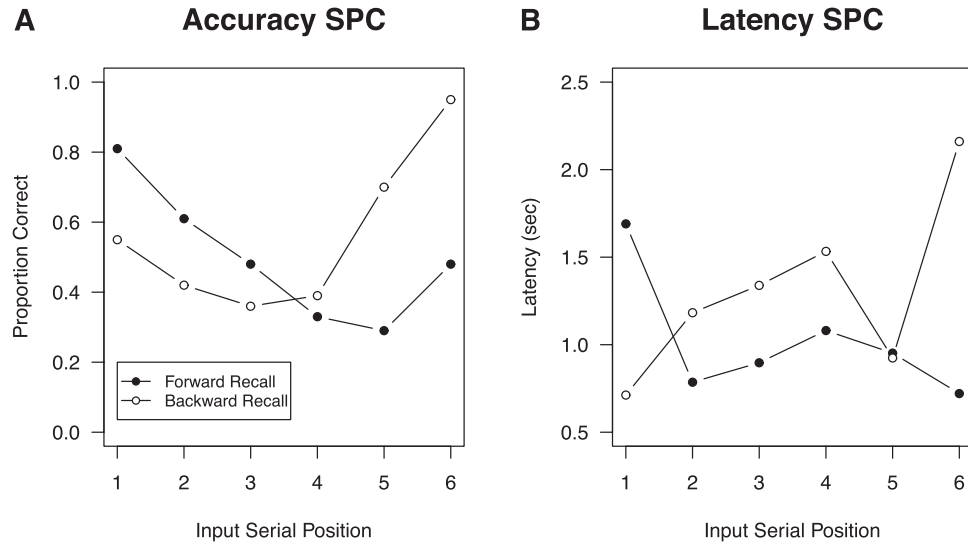 A
Accuracy SPC
Proportion Correct
1.0
0.8
0.6
0.4
0.2
0.0
Forward Recall
Backward Recall
1 2 3 4 5 6
Input Serial Position
B
Latency SPC
Latency (sec)
2.5
2.0
1.5
1.0
0.5
1 2 3 4 5 6
Input Serial Position